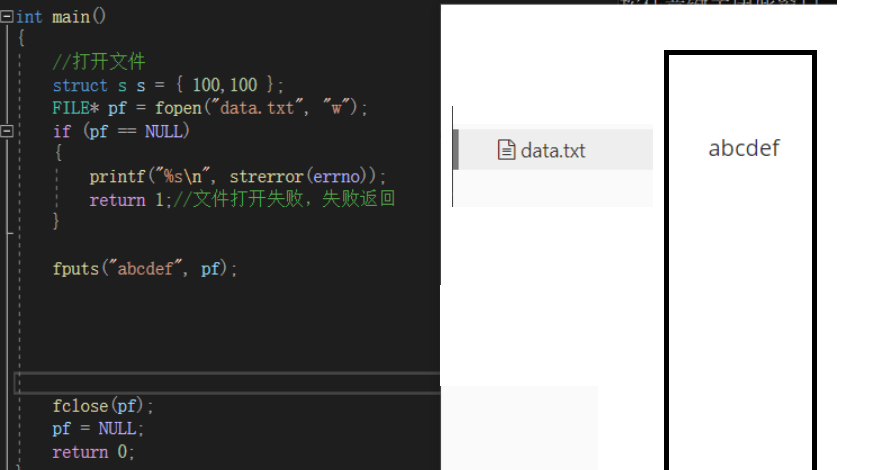 int main()
{
//打开文件
struct s s = { 100,100 };
FILE* pf = fopen("data.txt", "w");
if (pf == NULL)
{
printf("%s\n", strerror(errno));
return 1;//文件打开失败，失败返回
}
fputs("abcdef", pf);
fclose(pf);
pf = NULL;
return 0;
data.txt
abcdef